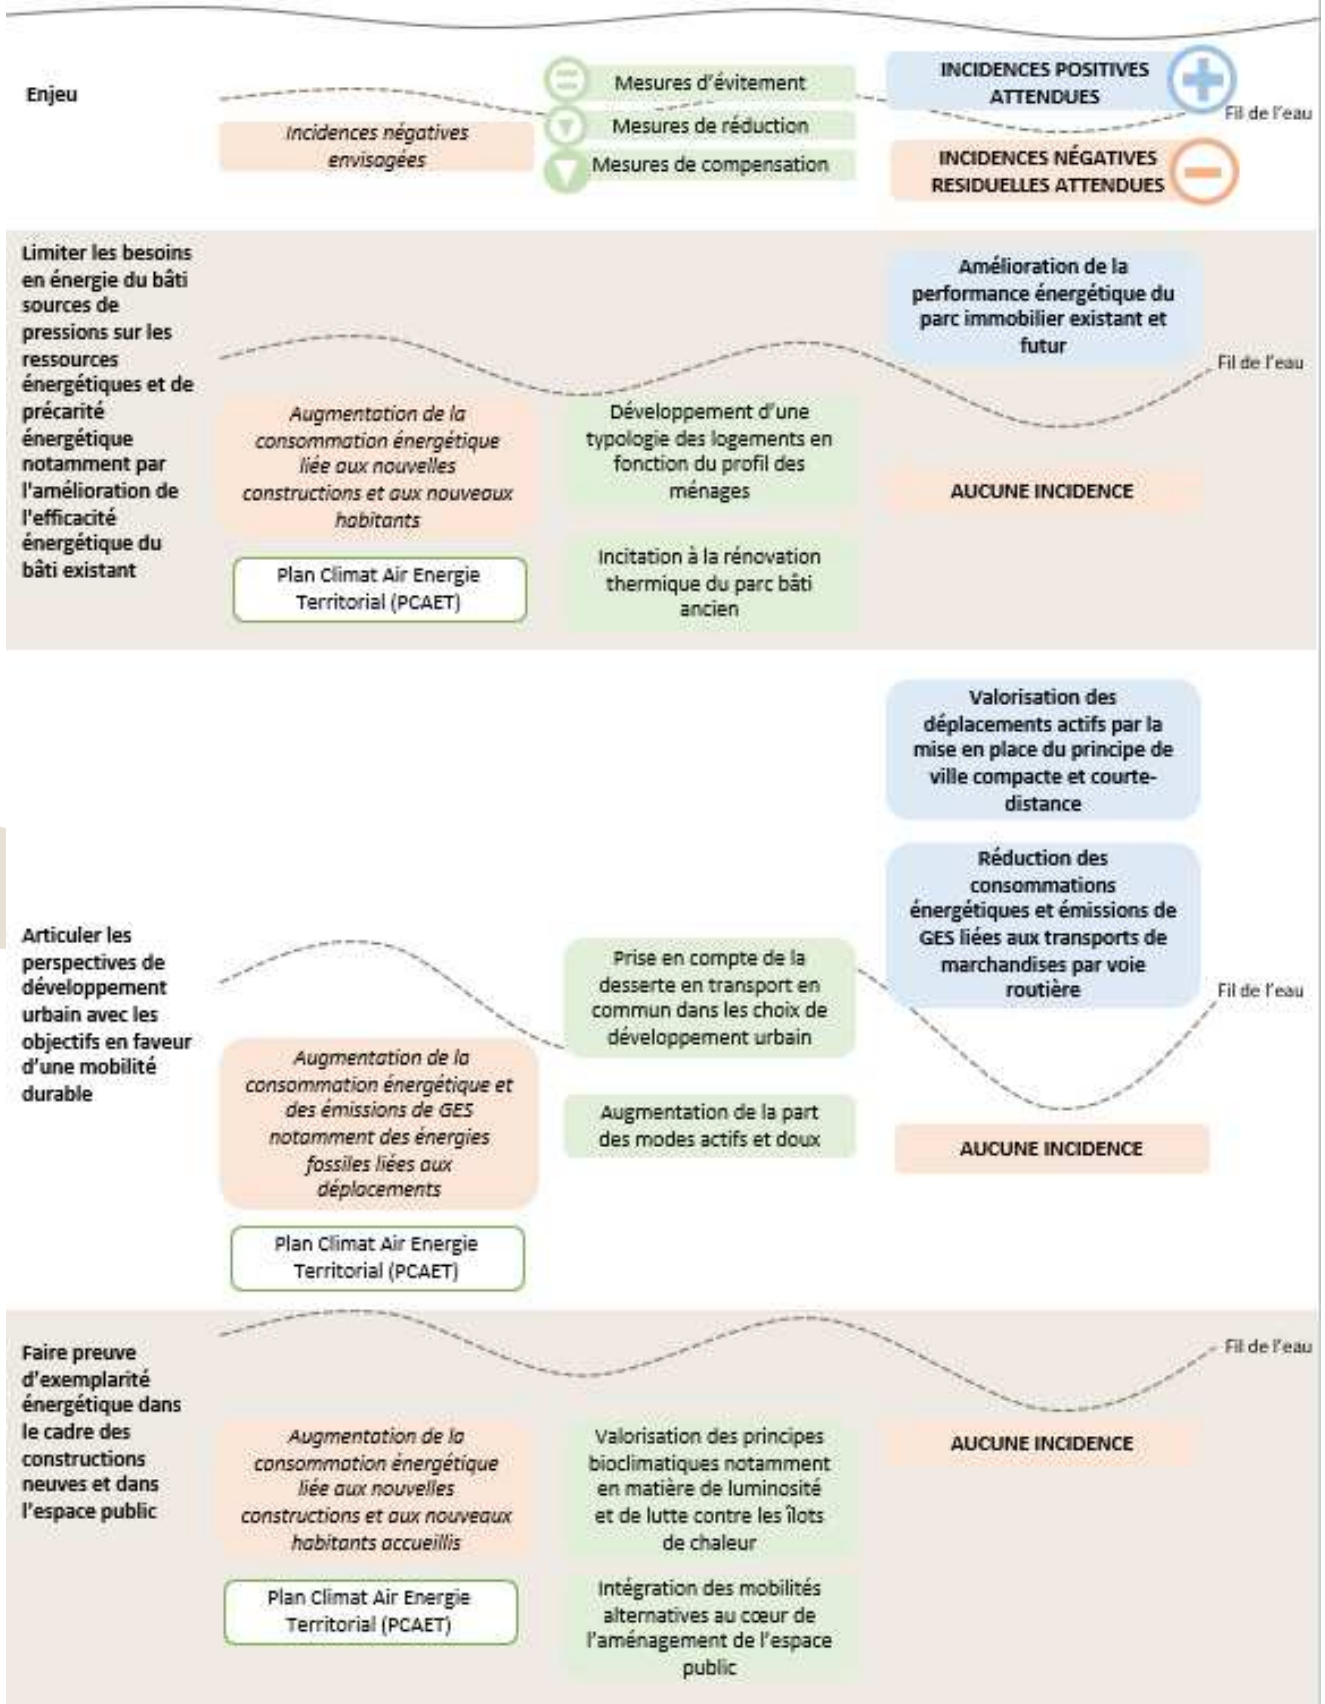 Enjeu
Incidences négatives
envisagées
Mesures d'évitement
Mesures de réduction
Mesures de compensation
INCIDENCES POSITIVES
ATTENDUES
Fil de l'eau
INCIDENCES NÉGATIVES
RESIDUELLES ATTENDUES
Limiter les besoins
en énergie du bâti
sources de
pressions sur les
ressources
énergétiques et de
précarité
énergétique
notamment par
l'amélioration de
l'efficacité
énergétique du
bâti existant
Augmentation de la
consommation énergétique
liée aux nouvelles
constructions et aux nouveaux
habitants
Plan Climat Air Energie
Territorial (PCAET)
Développement d'une
typologie des logements en
fonction du profil des
ménages
Incitation à la rénovation
thermique du parc bâti
ancien
Amélioration de la
performance énergétique du
parc immobilier existant et
futur
Fil de l'eau
AUCUNE INCIDENCE
Articuler les
perspectives de
développement
urbain avec les
objectifs en faveur
d'une mobilité
durable
Augmentation de la
consommation énergétique et
des émissions de GES
notamment des énergies
fossiles liées aux
déplacements
Plan Climat Air Energie
Territorial (PCAET)
Prise en compte de la
desserte en transport en
commun dans les choix de
développement urbain
Augmentation de la part
des modes actifs et doux
Valorisation des
déplacements actifs par la
mise en place du principe de
ville compacte et courte-
distance
Réduction des
consommations
énergétiques et émissions de
GES liées aux transports de
marchandises par voie
routière
Fil de l'eau
AUCUNE INCIDENCE
Faire preuve
d'exemplarité
énergétique dans
le cadre des
constructions
neuves et dans
l'espace public
Augmentation de la
consommation énergétique
liée aux nouvelles
constructions et aux nouveaux
habitants accueillis
Plan Climat Air Energie
Territorial (PCAET)
Valorisation des principes
bioclimatiques notamment
en matière de luminosité
et de lutte contre les îlots
de chaleur
Intégration des mobilités
alternatives au cœur de
l'aménagement de l'espace
public
Fil de l'eau
AUCUNE INCIDENCE